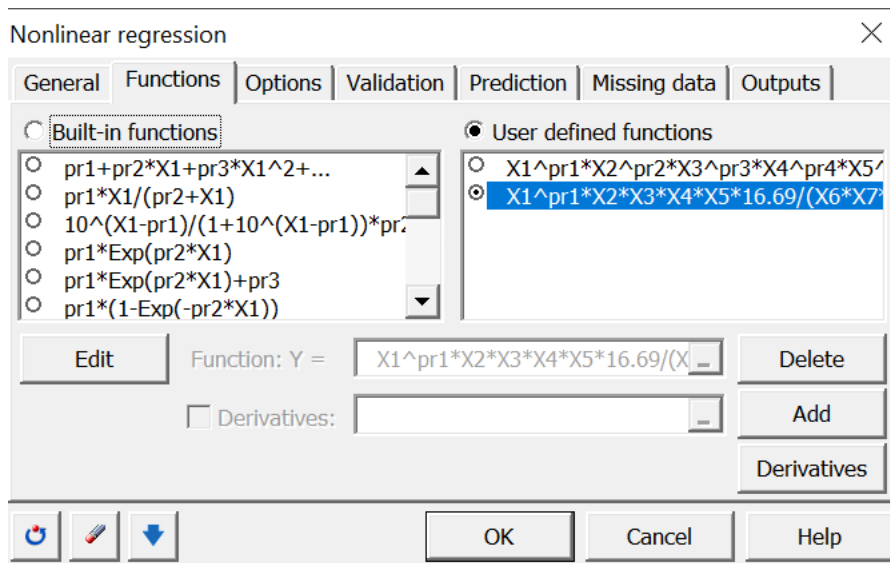 Nonlinear regression
General Functions Options Validation Prediction Missing data Outputs
Built-in functions
pr1+pr2*X1+pr3*X1^2+...
pr1*X1/(pr2+X1)
10^(X1-pr1)/(1+10^(X1-pr1))*pr2
pr1*Exp(pr2*X1)
pr1*Exp(pr2*X1)+pr3
pr1*(1-Exp(-pr2*X1))
User defined functions
X1^pr1*X2^pr2*X3^pr3*X4^pr4*X5^
X1^pr1*X2*X3*X4*X5*16.69/(X6*X7*
Edit Function: Y = X1^pr1*X2*X3*X4*X5*16.69/(X Delete
Derivatives: Add
Derivatives
OK Cancel Help